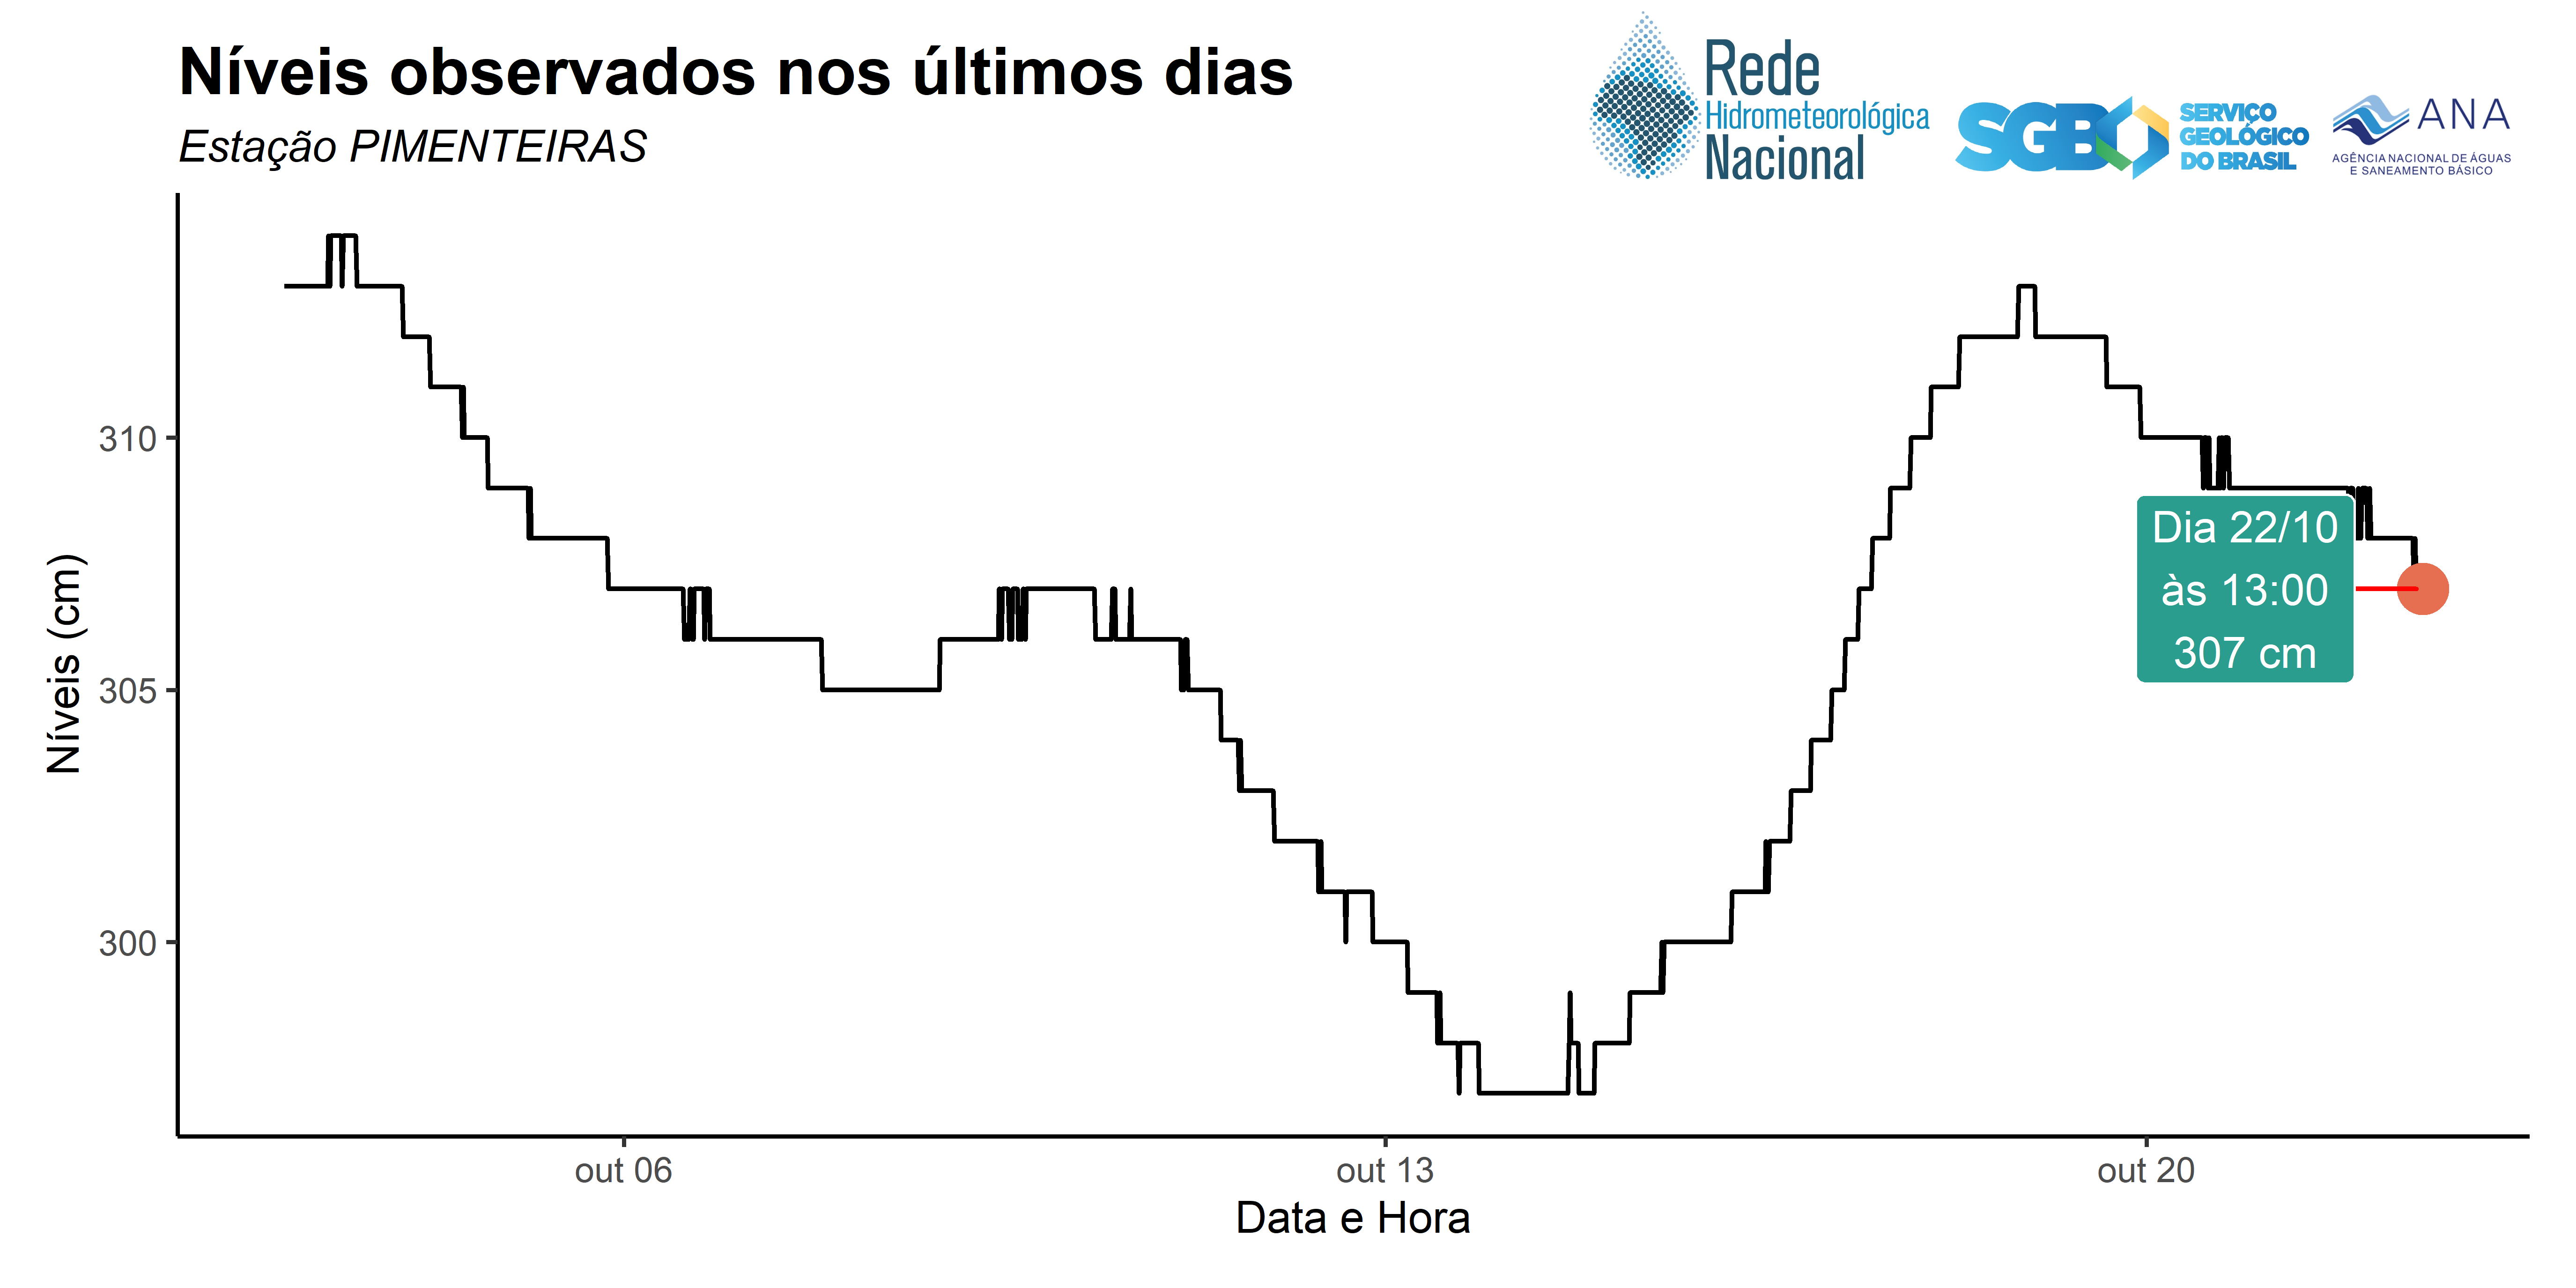 Níveis observados nos últimos dias
Estação PIMENTEIRAS
Rede
Hidrometeorológica
Nacional
SGB
SERVIÇO
GEOLÓGICO
DO BRASIL
ANA
AGÊNCIA NACIONAL DE ÁGUAS
E SANEAMENTO BÁSICO
Níveis (cm)
310
305
300
Dia 22/10
às 13:00
307 cm
out 06
out 13
out 20
Data e Hora